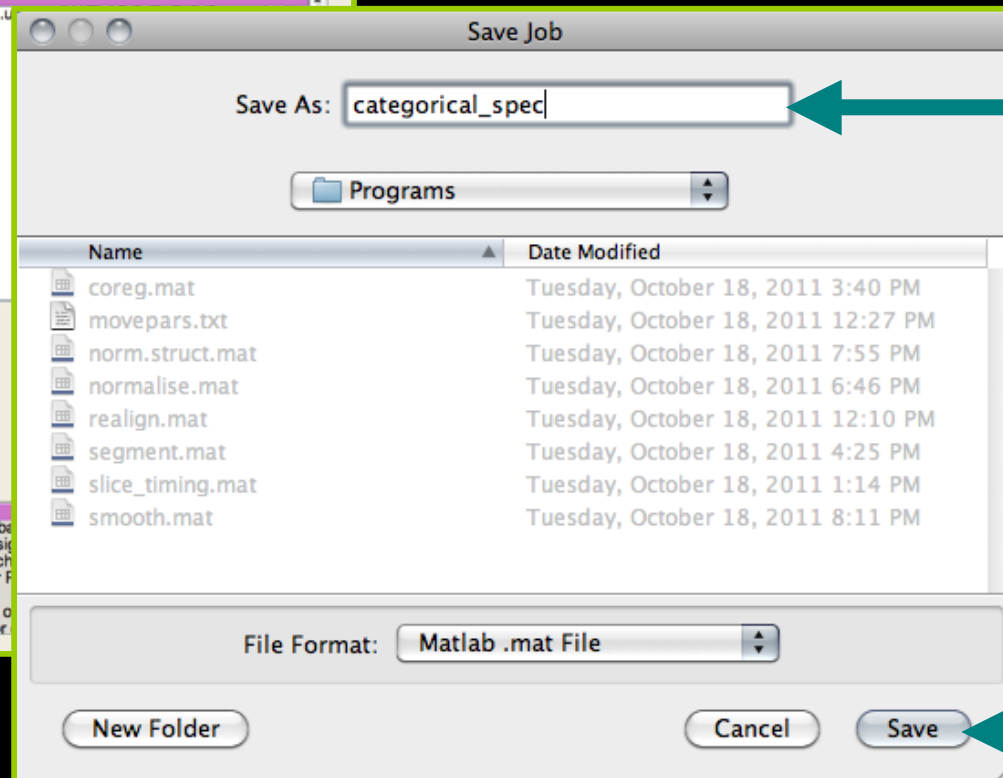 Save Job
Save As: categorical_spec
Programs
Name Date Modified
coreg.mat Tuesday, October 18, 2011 3:40 PM
movepars.txt Tuesday, October 18, 2011 12:27 PM
norm.struct.mat Tuesday, October 18, 2011 7:55 PM
normalise.mat Tuesday, October 18, 2011 6:46 PM
realign.mat Tuesday, October 18, 2011 12:10 PM
segment.mat Tuesday, October 18, 2011 4:25 PM
slice_timing.mat Tuesday, October 18, 2011 1:14 PM
smooth.mat Tuesday, October 18, 2011 8:11 PM
File Format: Matlab .mat File
New Folder Cancel Save